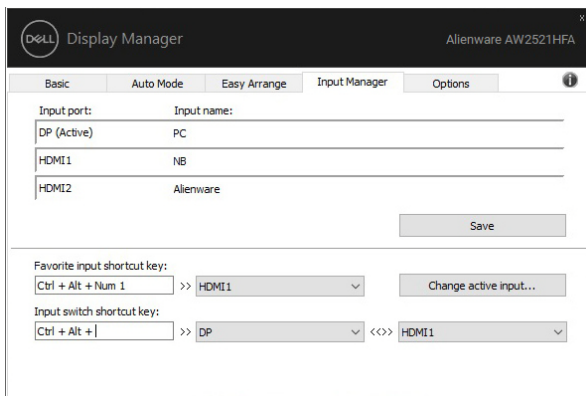 DELL Display Manager Alienware AW2521HFA x
Basic Auto Mode Easy Arrange Input Manager Options i
Input port: Input name:
DP (Active) PC
HDMI1 NB
HDMI2 Alienware
Save
Favorite input shortcut key:
Ctrl + Alt + Num 1 >> HDMI1 Change active input...
Input switch shortcut key:
Ctrl + Alt + >> DP <<>> HDMI1